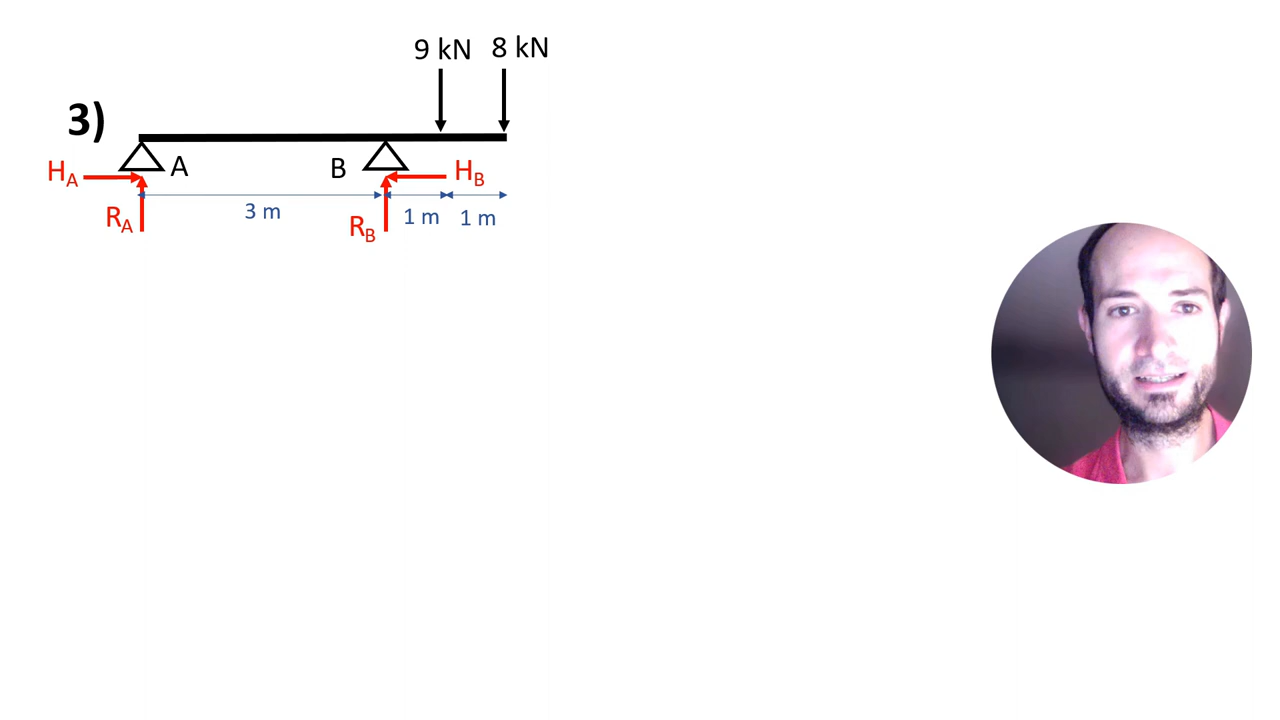 9 kN 8 kN
3)
A B
H_A H_B
3 m 1 m 1 m
R_A R_B